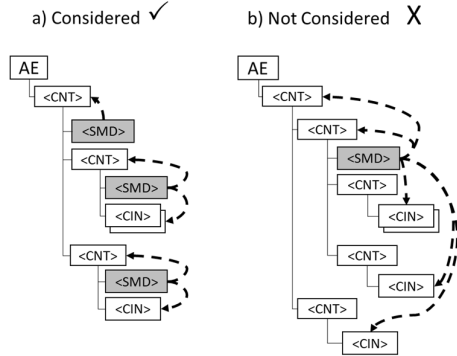 a) Considered ✓
AE
<CNT>
<SMD>
<CNT>
<SMD>
<CIN>
<CNT>
<SMD>
<CIN>
b) Not Considered X
AE
<CNT>
<CNT>
<SMD>
<CNT>
<CIN>
<CNT>
<CIN>
<CNT>
<CIN>